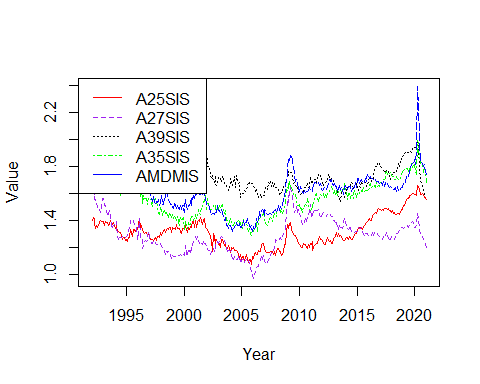 A25SIS
A27SIS
A39SIS
A35SIS
AMDMIS
Value
1.0
1.4
1.8
2.2
1995
2000
2005
2010
2015
2020
Year